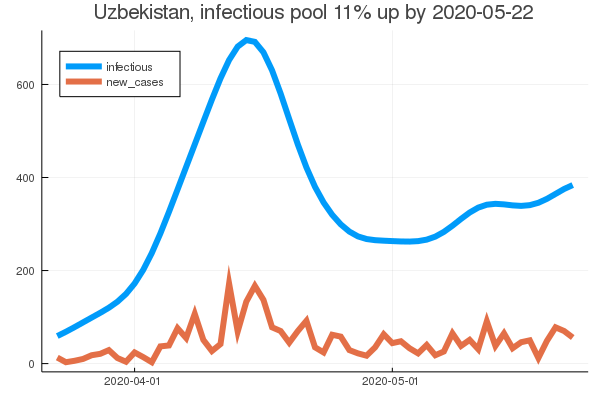 Uzbekistan, infectious pool 11% up by 2020-05-22
infectious
new_cases
600
400
200
0
2020-04-01
2020-05-01